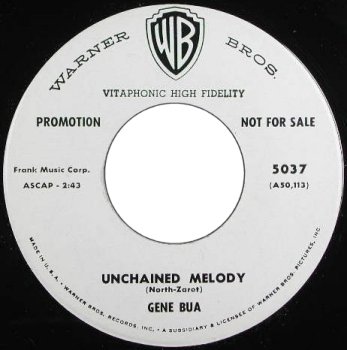 WARNER BROS.
WB
VITAPHONIC HIGH FIDELITY
PROMOTION
NOT FOR SALE
Frank Music Corp.
ASCAP - 2:43
5037
(A50,113)
UNCHAINED MELODY
(North-Zaret)
GENE BUA
MADE IN U.S.A. • WARNER BROS. RECORDS, INC. • A SUBSIDIARY & LICENSEE OF WARNER BROS. PICTURES, INC.